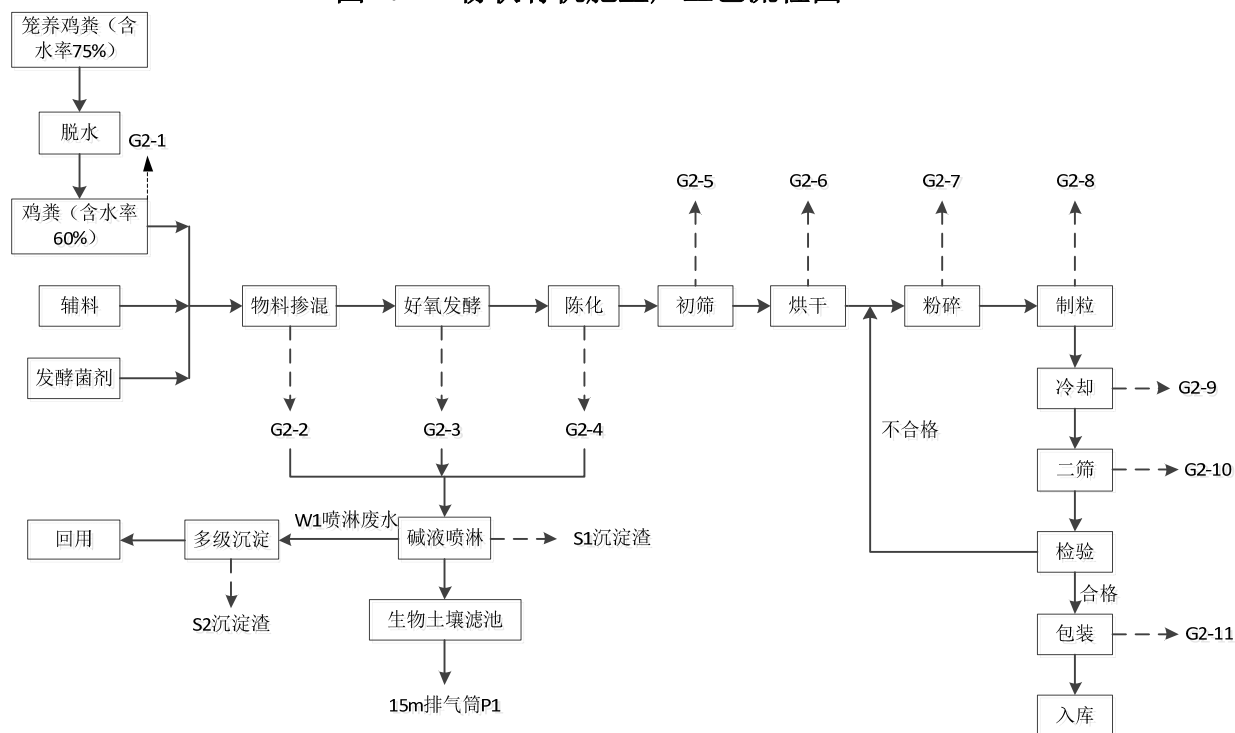 笼养鸡粪（含
水率75%）
脱水
G2-1
鸡粪（含水率
60%）
辅料
发酵菌剂
物料掺混
好氧发酵
陈化
初筛
烘干
粉碎
制粒
G2-5
G2-6
G2-7
G2-8
冷却
G2-9
二筛
G2-10
检验
不合格
合格
包装
G2-11
入库
G2-2
G2-3
G2-4
碱液喷淋
W1喷淋废水
S1沉淀渣
多级沉淀
回用
S2沉淀渣
生物土壤滤池
15m排气筒P1